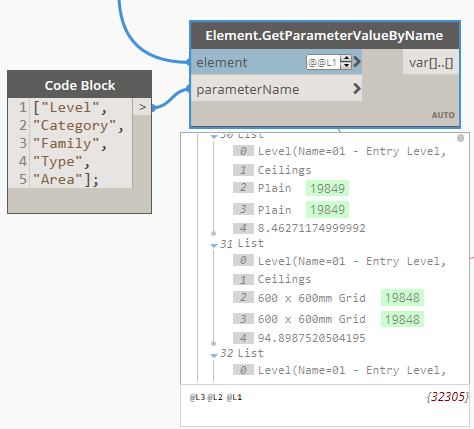 Element.GetParameterValueByName
element @@L1 > var[]..[]
parameterName >
AUTO
Code Block
1 ["Level", >
2 "Category",
3 "Family",
4 "Type",
5 "Area"];
30 List
0 Level(Name=01 - Entry Level,
1 Ceilings
2 Plain 19849
3 Plain 19849
4 8.46271174999992
31 List
0 Level(Name=01 - Entry Level,
1 Ceilings
2 600 x 600mm Grid 19848
3 600 x 600mm Grid 19848
4 94.8987520504195
32 List
0 Level(Name=01 - Entry Level,
@L3 @L2 @L1 {32305}